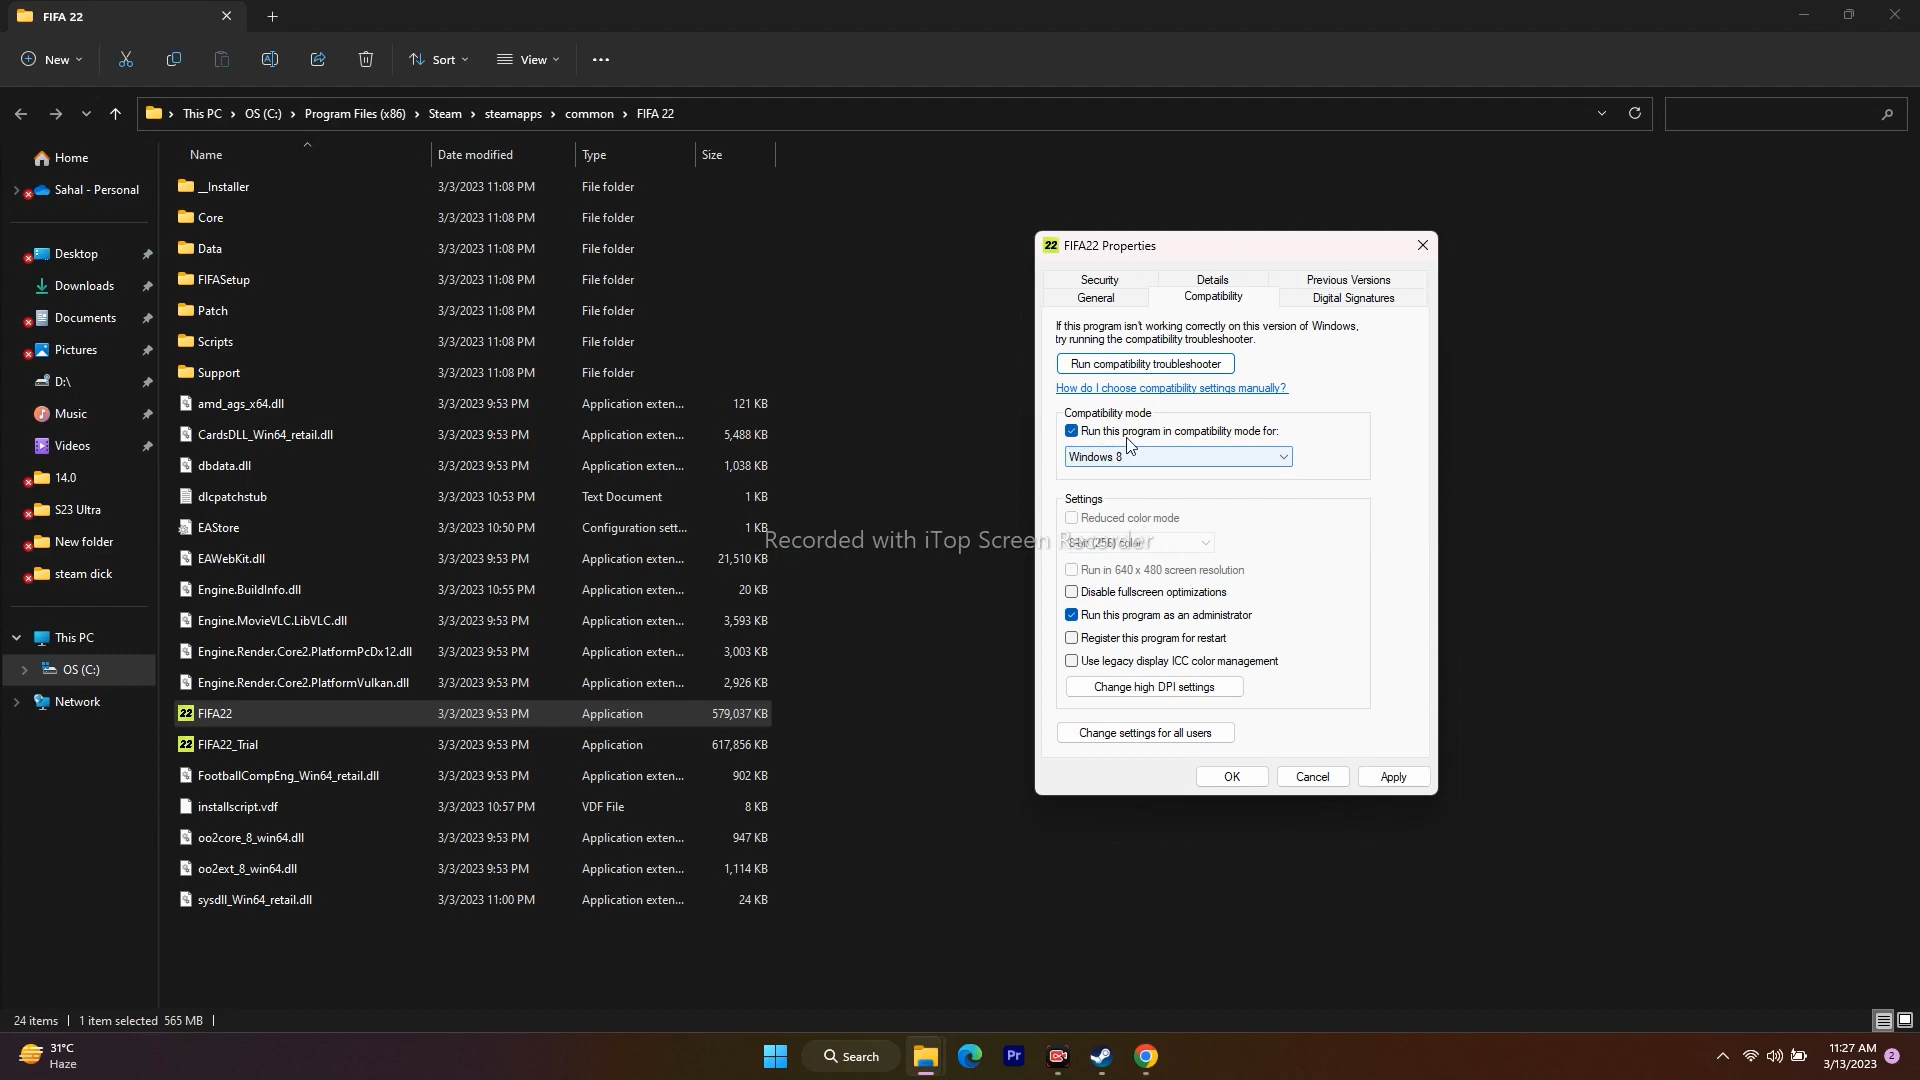 FIFA 22
New
Sort
View
This PC
OS (C:)
Program Files (x86)
Steam
steamapps
common
FIFA 22
Home
Sahal - Personal
Desktop
Downloads
Documents
Pictures
D:\
Music
Videos
14.0
S23 Ultra
New folder
steam dick
This PC
OS (C:)
Network
Name Date modified Type Size
__Installer 3/3/2023 11:08 PM File folder
Core 3/3/2023 11:08 PM File folder
Data 3/3/2023 11:08 PM File folder
FIFASetup 3/3/2023 11:08 PM File folder
Patch 3/3/2023 11:08 PM File folder
Scripts 3/3/2023 11:08 PM File folder
Support 3/3/2023 11:08 PM File folder
amd_ags_x64.dll 3/3/2023 9:53 PM Application exten... 121 KB
CardsDLL_Win64_retail.dll 3/3/2023 9:53 PM Application exten... 5,488 KB
dbdata.dll 3/3/2023 9:53 PM Application exten... 1,038 KB
dlcpatchstub 3/3/2023 10:53 PM Text Document 1 KB
EAStore 3/3/2023 10:50 PM Configuration sett... 1 KB
EAWebKit.dll 3/3/2023 9:53 PM Application exten... 21,510 KB
Engine.BuildInfo.dll 3/3/2023 10:55 PM Application exten... 20 KB
Engine.MovieVLC.LibVLC.dll 3/3/2023 9:53 PM Application exten... 3,593 KB
Engine.Render.Core2.PlatformPcDx12.dll 3/3/2023 9:53 PM Application exten... 3,003 KB
Engine.Render.Core2.PlatformVulkan.dll 3/3/2023 9:53 PM Application exten... 2,926 KB
22 FIFA22 3/3/2023 9:53 PM Application 579,037 KB
22 FIFA22_Trial 3/3/2023 9:53 PM Application 617,856 KB
FootballCompEng_Win64_retail.dll 3/3/2023 9:53 PM Application exten... 902 KB
installscript.vdf 3/3/2023 10:57 PM VDF File 8 KB
oo2core_8_win64.dll 3/3/2023 9:53 PM Application exten... 947 KB
oo2ext_8_win64.dll 3/3/2023 9:53 PM Application exten... 1,114 KB
sysdll_Win64_retail.dll 3/3/2023 11:00 PM Application exten... 24 KB
Recorded with iTop Screen Recorder
22 FIFA22 Properties
Security Details Previous Versions
General Compatibility Digital Signatures
If this program isn't working correctly on this version of Windows,
try running the compatibility troubleshooter.
Run compatibility troubleshooter
How do I choose compatibility settings manually?
Compatibility mode
Run this program in compatibility mode for:
Windows 8
Settings
Reduced color mode
8-bit (256) color
Run in 640 x 480 screen resolution
Disable fullscreen optimizations
Run this program as an administrator
Register this program for restart
Use legacy display ICC color management
Change high DPI settings
Change settings for all users
OK Cancel Apply
24 items 1 item selected 565 MB
31°C
Haze
Search
Pr
11:27 AM
3/13/2023
2